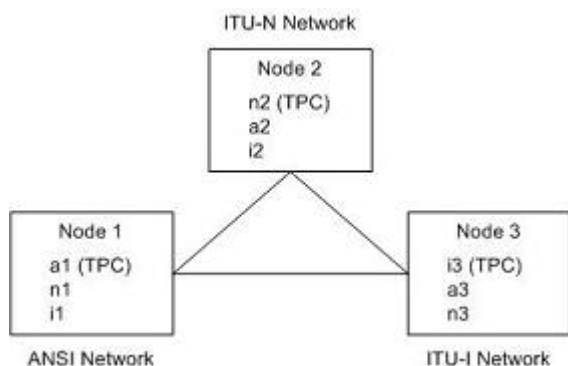 ITU-N Network
Node 2
n2 (TPC)
a2
i2
Node 1
a1 (TPC)
n1
i1
ANSI Network
Node 3
i3 (TPC)
a3
n3
ITU-I Network